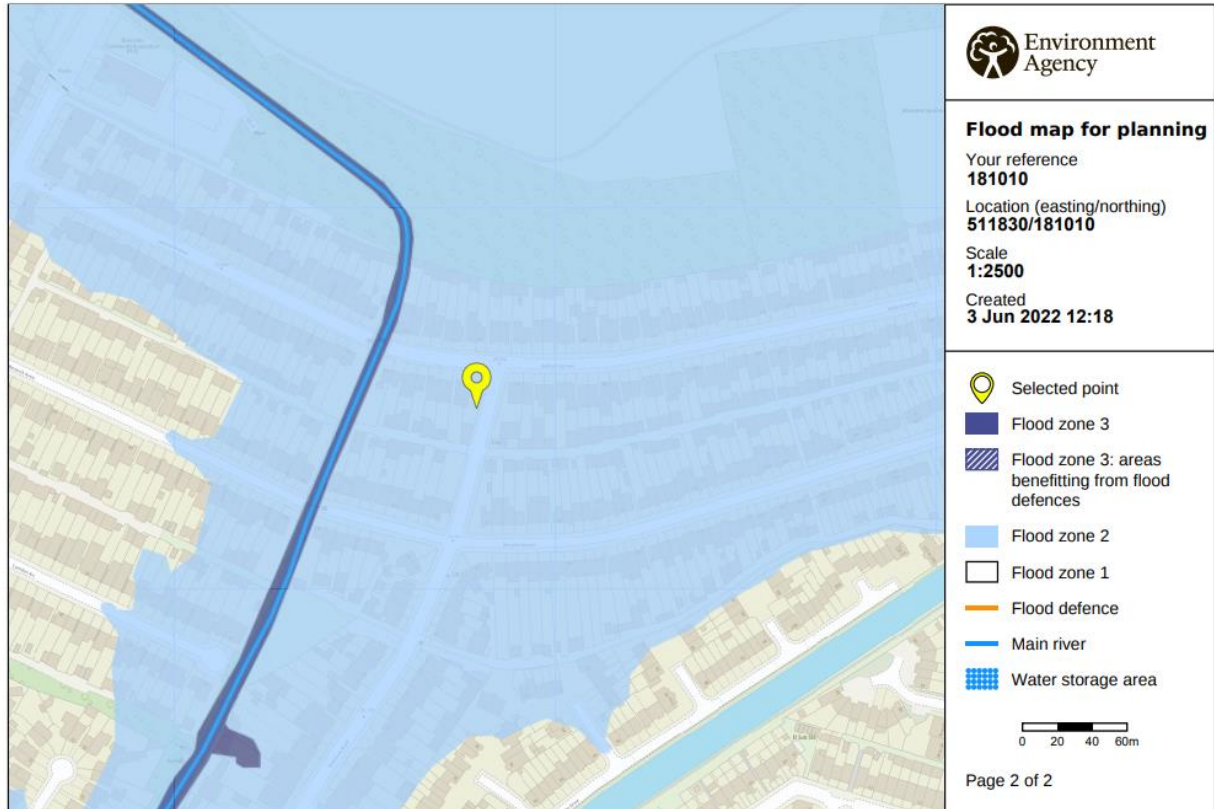 Environment
Agency
Flood map for planning
Your reference
181010
Location (easting/northing)
511830/181010
Scale
1:2500
Created
3 Jun 2022 12:18
Selected point
Flood zone 3
Flood zone 3: areas
benefitting from flood
defences
Flood zone 2
Flood zone 1
Flood defence
Main river
Water storage area
0 20 40 60m
Page 2 of 2